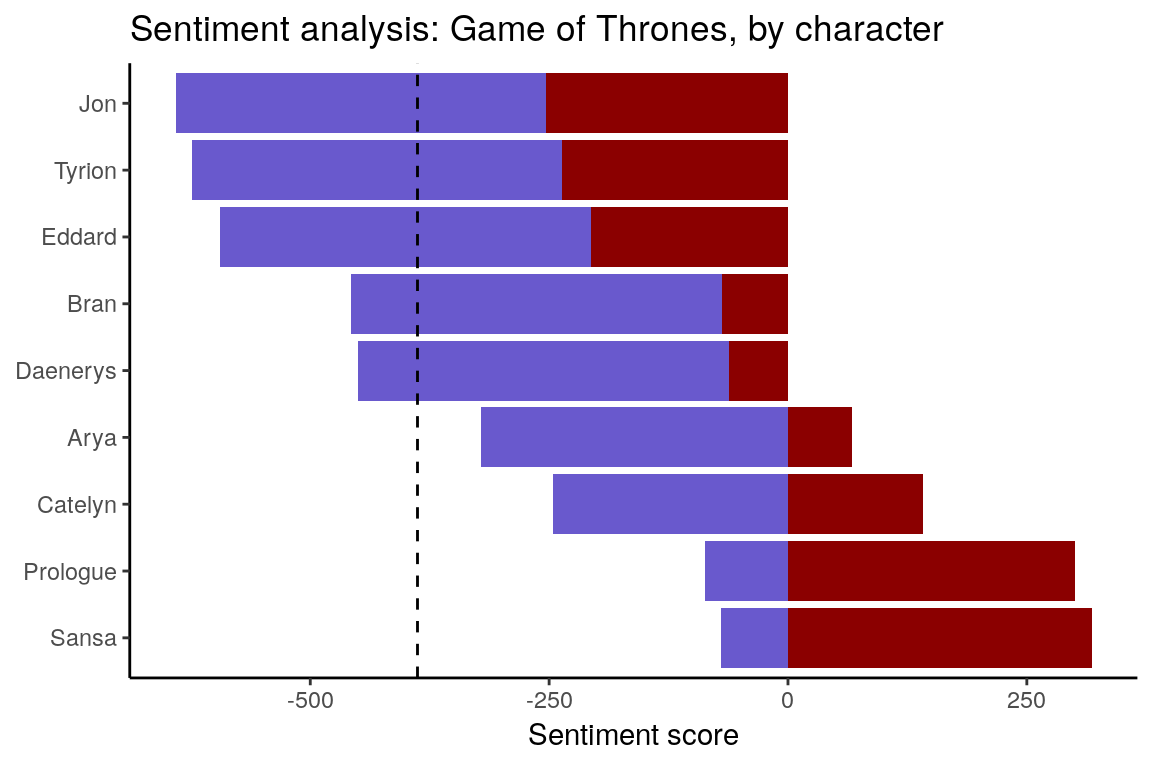 Sentiment analysis: Game of Thrones, by character
Jon
Tyrion
Eddard
Bran
Daenerys
Arya
Catelyn
Prologue
Sansa
-500 -250 0 250
Sentiment score